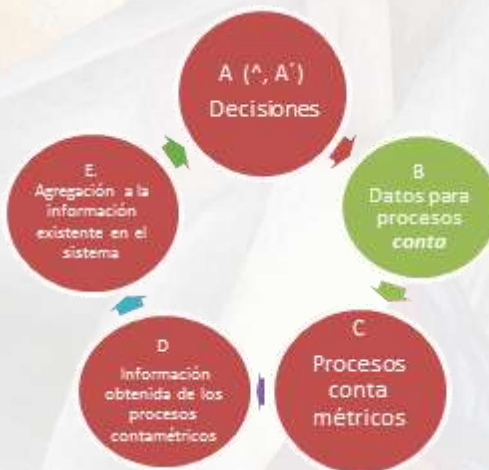 A (^, A´)
Decisiones
B
Datos para
procesos
conta
C
Procesos
conta
métricos
D
Información
obtenida de los
procesos
contamétricos
E.
Agregación a la
información
existente en el
sistema